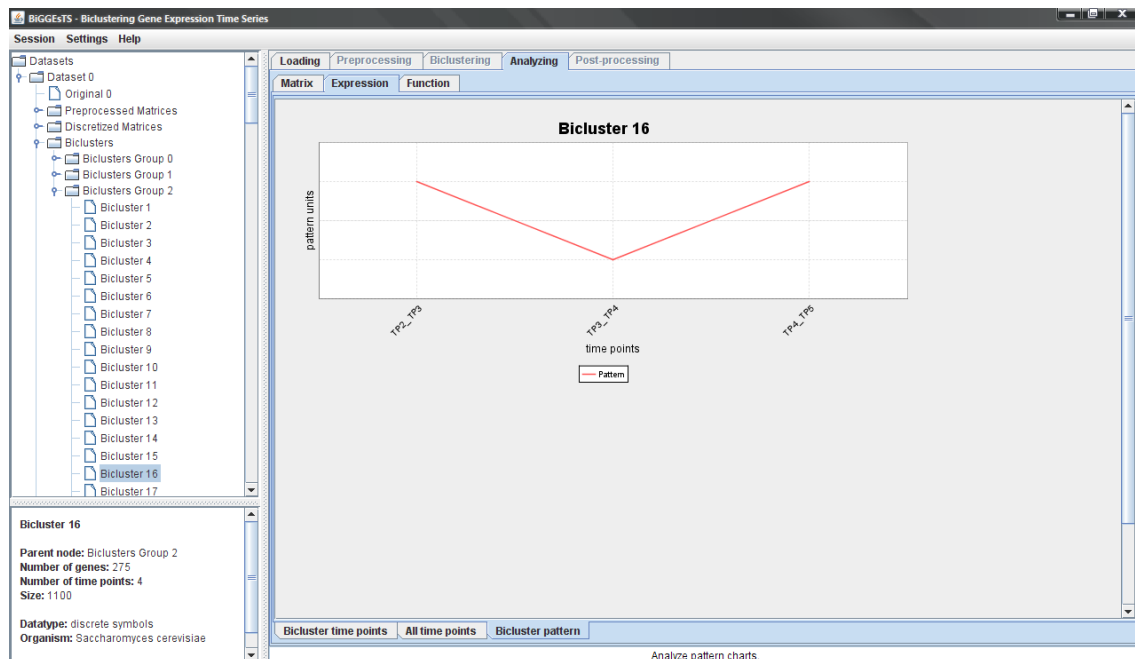 BiGGEsTS - Biclustering Gene Expression Time Series
Session Settings Help
Datasets
Dataset 0
Original 0
Preprocessed Matrices
Discretized Matrices
Biclusters
Biclusters Group 0
Biclusters Group 1
Biclusters Group 2
Bicluster 1
Bicluster 2
Bicluster 3
Bicluster 4
Bicluster 5
Bicluster 6
Bicluster 7
Bicluster 8
Bicluster 9
Bicluster 10
Bicluster 11
Bicluster 12
Bicluster 13
Bicluster 14
Bicluster 15
Bicluster 16
Bicluster 17
Bicluster 16
Parent node: Biclusters Group 2
Number of genes: 275
Number of time points: 4
Size: 1100
Datatype: discrete symbols
Organism: Saccharomyces cerevisiae
Loading Preprocessing Biclustering Analyzing Post-processing
Matrix Expression Function
Bicluster 16
pattern units
TP2_TP3 TP3_TP4 TP4_TP5
time points
Pattern
Bicluster time points All time points Bicluster pattern
Analyze pattern charts